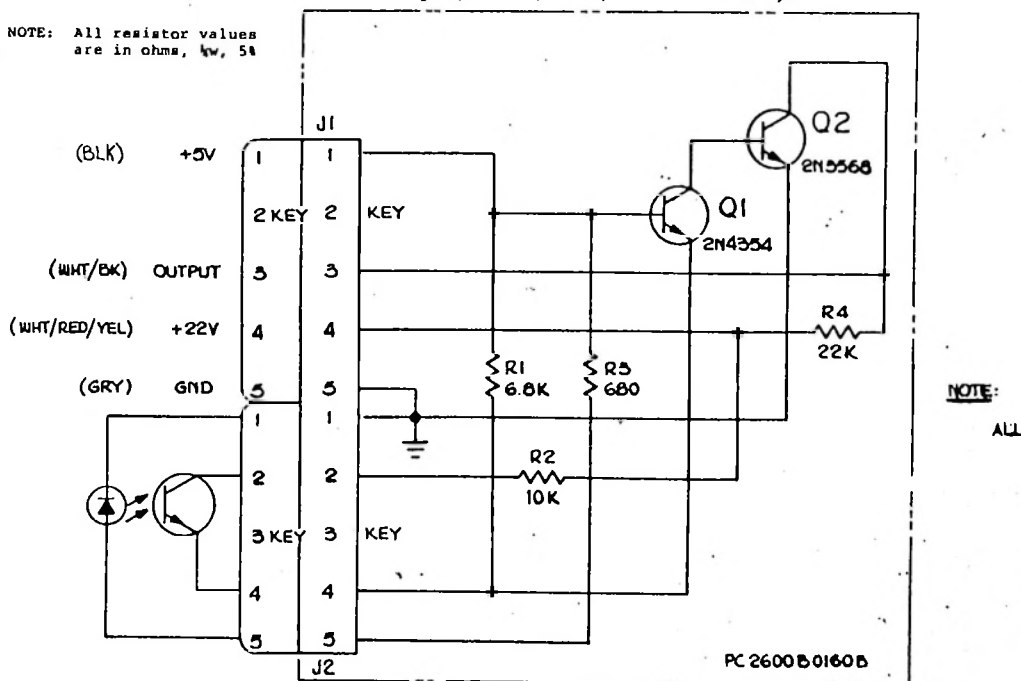 NOTE: All resistor values
are in ohms, ¼w, 5%
J1
(BLK) +5V 1 1
2 KEY 2 KEY
(WHT/BK) OUTPUT 3 3
(WHT/RED/YEL) +22V 4 4
(GRY) GND 5 5
1 1
2 2
3 KEY 3 KEY
4 4
5 5
J2
Q2
2N5568
Q1
2N4354
R4
22K
R1
6.8K
R3
680
R2
10K
NOTE:
ALL
PC 2600B0160B